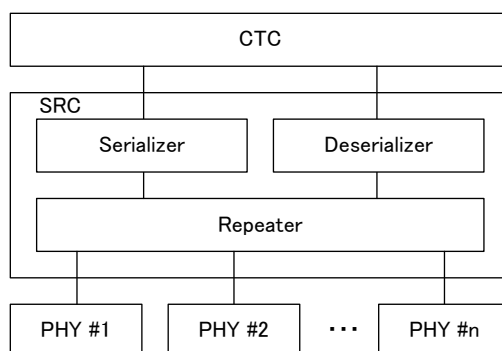 CTC
SRC
Serializer
Deserializer
Repeater
PHY #1
PHY #2
･･･
PHY #n